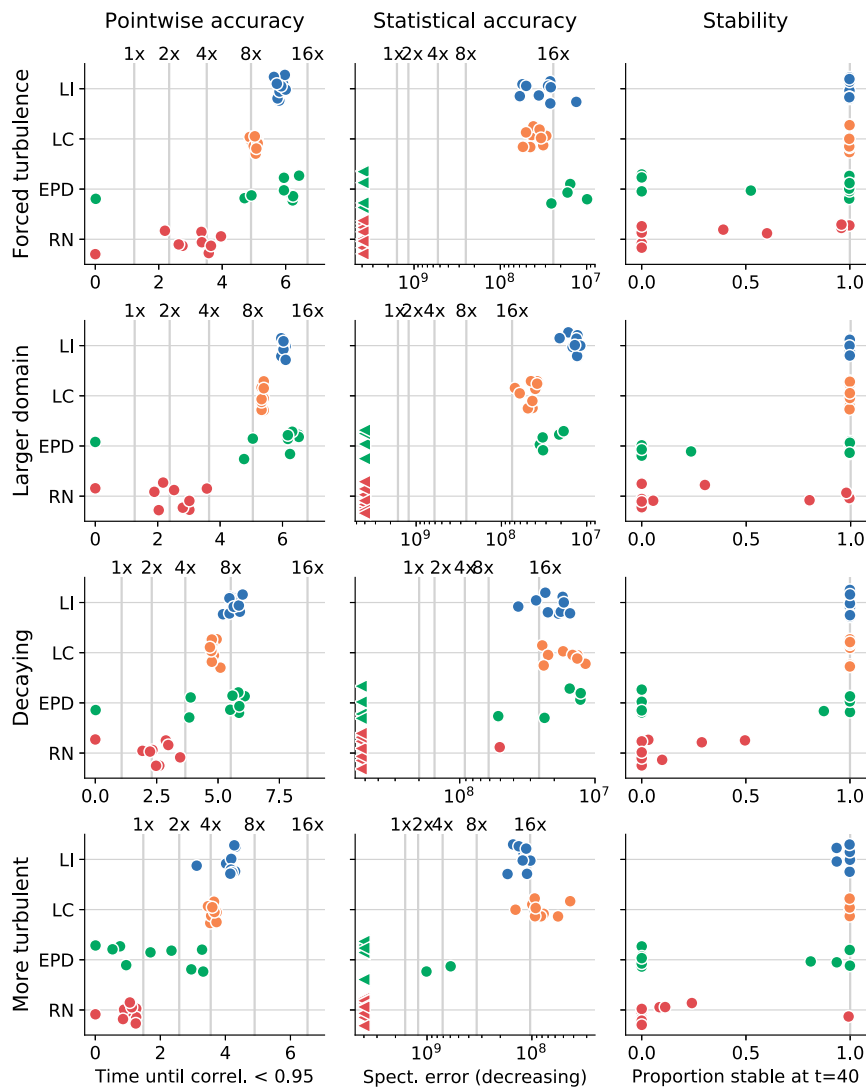 Pointwise accuracy Statistical accuracy Stability
1x 2x 4x 8x 16x 1x 2x 4x 8x 16x
Forced turbulence
LI
LC
EPD
RN
0 2 4 6 10⁹ 10⁸ 10⁷ 0.0 0.5 1.0
1x 2x 4x 8x 16x 1x 2x 4x 8x 16x
Larger domain
LI
LC
EPD
RN
0 2 4 6 10⁹ 10⁸ 10⁷ 0.0 0.5 1.0
1x 2x 4x 8x 16x 1x 2x 4x 8x 16x
Decaying
LI
LC
EPD
RN
0.0 2.5 5.0 7.5 10⁸ 10⁷ 0.0 0.5 1.0
1x 2x 4x 8x 16x 1x 2x 4x 8x 16x
More turbulent
LI
LC
EPD
RN
0 2 4 6 10⁹ 10⁸ 0.0 0.5 1.0
Time until correl. < 0.95 Spect. error (decreasing) Proportion stable at t=40